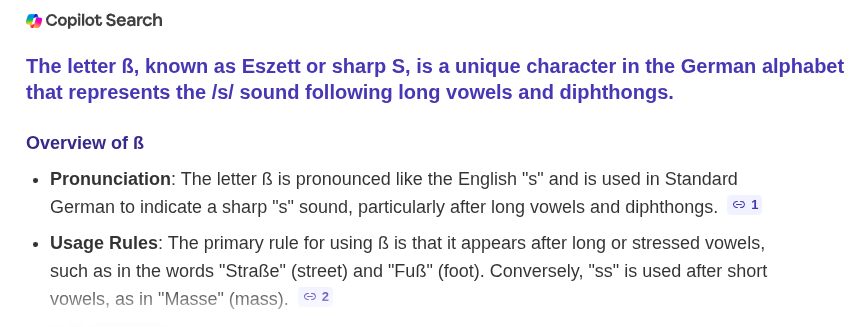 Copilot Search
The letter ß, known as Eszett or sharp S, is a unique character in the German alphabet
that represents the /s/ sound following long vowels and diphthongs.
Overview of ß
• Pronunciation: The letter ß is pronounced like the English "s" and is used in Standard
German to indicate a sharp "s" sound, particularly after long vowels and diphthongs. 1
• Usage Rules: The primary rule for using ß is that it appears after long or stressed vowels,
such as in the words "Straße" (street) and "Fuß" (foot). Conversely, "ss" is used after short
vowels, as in "Masse" (mass). 2